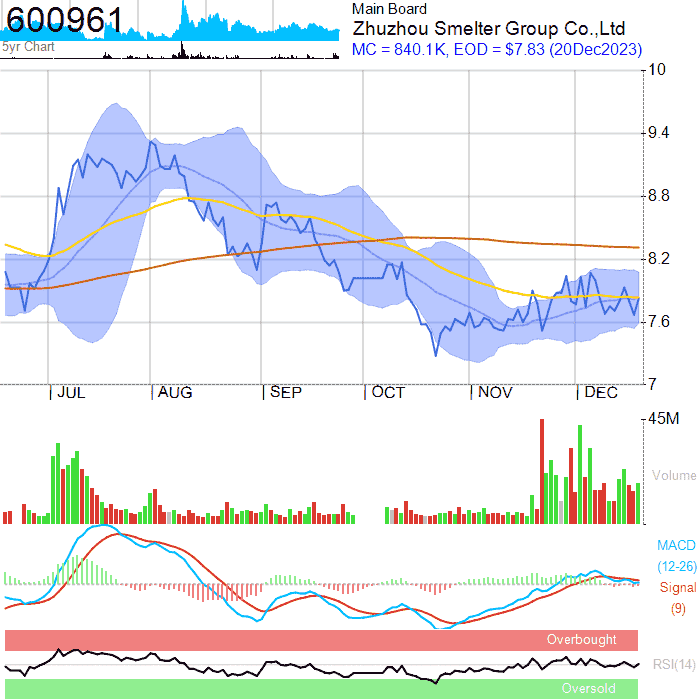 600961
5yr Chart
Main Board
Zhuzhou Smelter Group Co.,Ltd
MC = 840.1K, EOD = $7.83 (20Dec2023)
10
9.4
8.8
8.2
7.6
7
JUL AUG SEP OCT NOV DEC
45M
Volume
MACD
(12-26)
Signal
(9)
Overbought
RSI(14)
Oversold